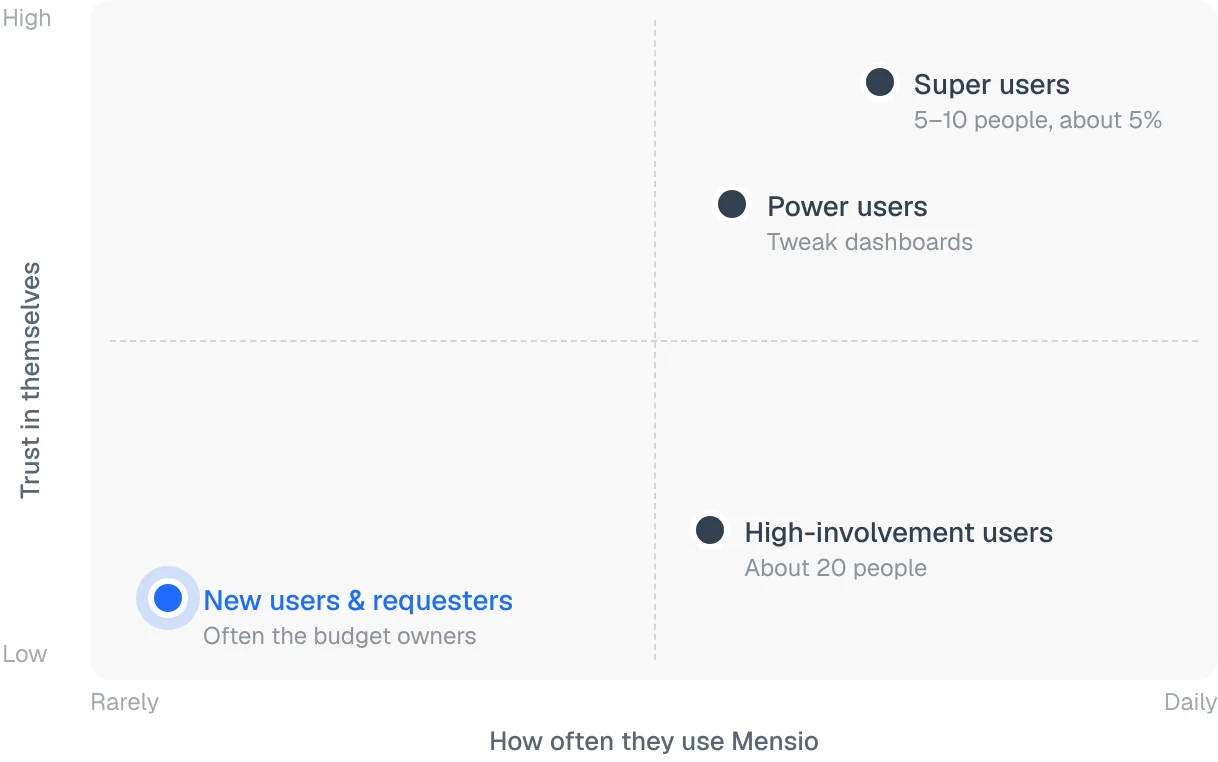 High
Super users
5–10 people, about 5%
Power users
Tweak dashboards
Trust in themselves
High-involvement users
About 20 people
New users & requesters
Often the budget owners
Low
Rarely
Daily
How often they use Mensio